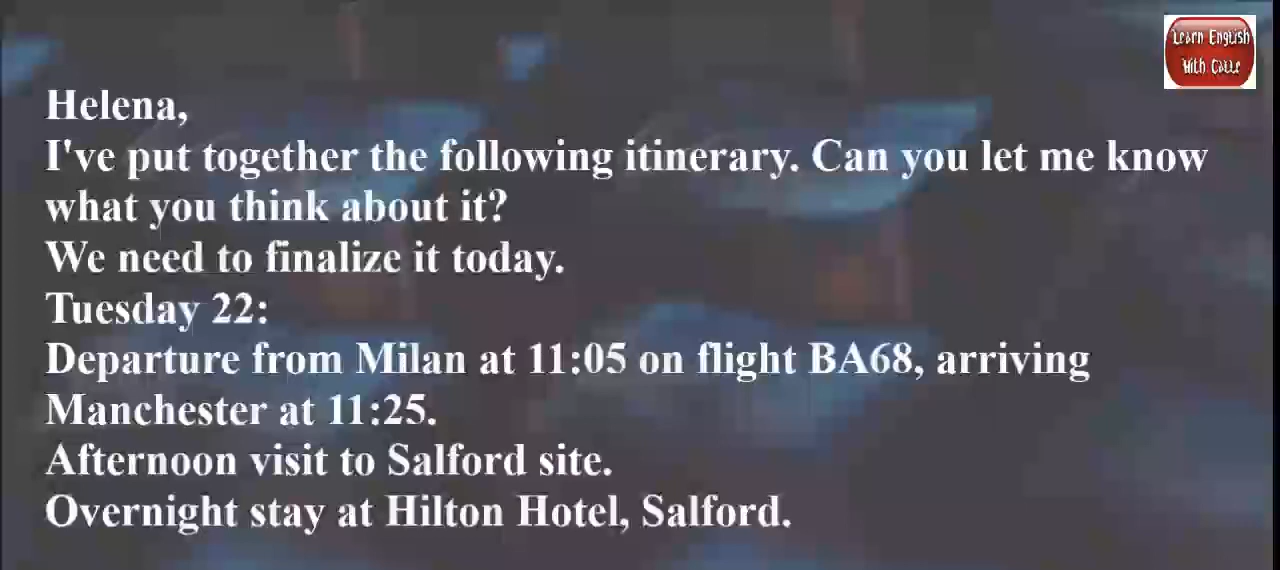 Learn English
With Cattr
Helena,
I've put together the following itinerary. Can you let me know
what you think about it?
We need to finalize it today.
Tuesday 22:
Departure from Milan at 11:05 on flight BA68, arriving
Manchester at 11:25.
Afternoon visit to Salford site.
Overnight stay at Hilton Hotel, Salford.